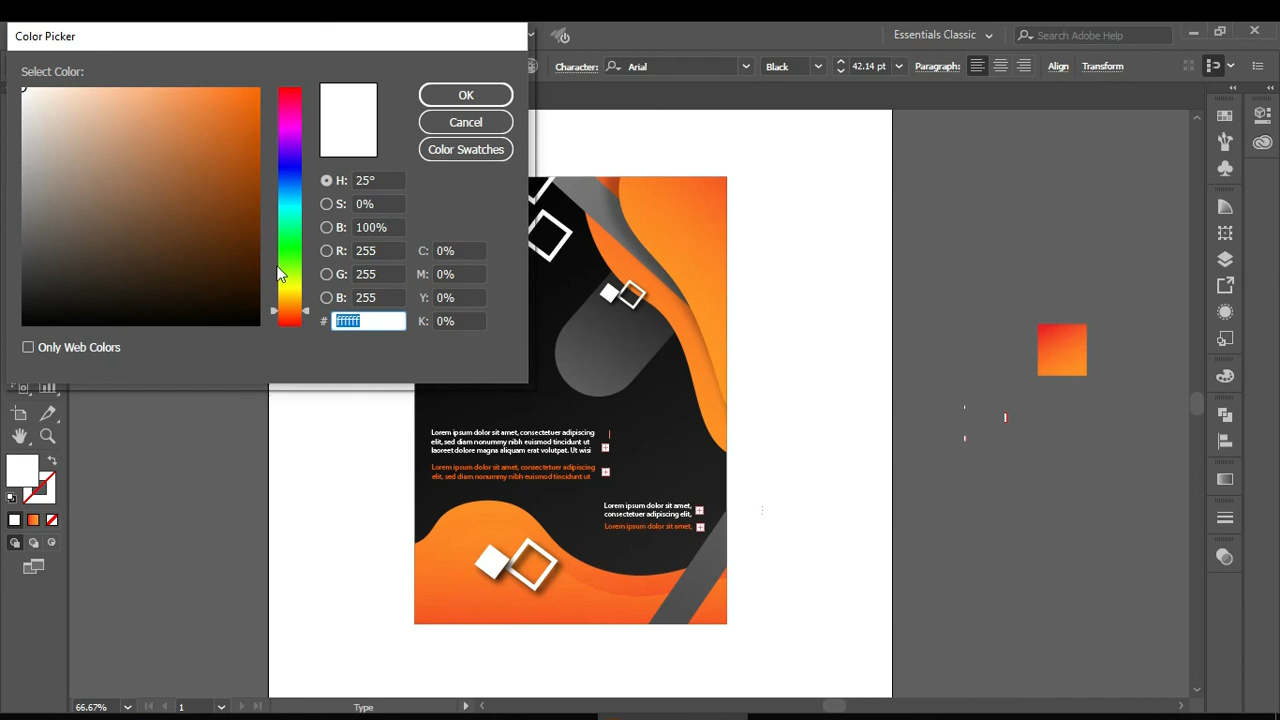 Color Picker
Essentials Classic
Search Adobe Help
Select Color:
OK
Cancel
Color Swatches
Character:
Arial
Black
42.14 pt
Paragraph:
Align
Transform
H: 25°
S: 0%
B: 100%
R: 255
C: 0%
G: 255
M: 0%
B: 255
Y: 0%
# ffffff
K: 0%
Only Web Colors
Lorem ipsum dolor sit amet, consectetuer adipiscing
elit, sed diam nonummy nibh euismod tincidunt ut
laoreet dolore magna aliquam erat volutpat. Ut wisi
Lorem ipsum dolor sit amet, consectetuer adipiscing
elit, sed diam nonummy nibh euismod tincidunt ut
Lorem ipsum dolor sit amet,
consectetuer adipiscing elit,
Lorem ipsum dolor sit amet,
66.67%
1
Type